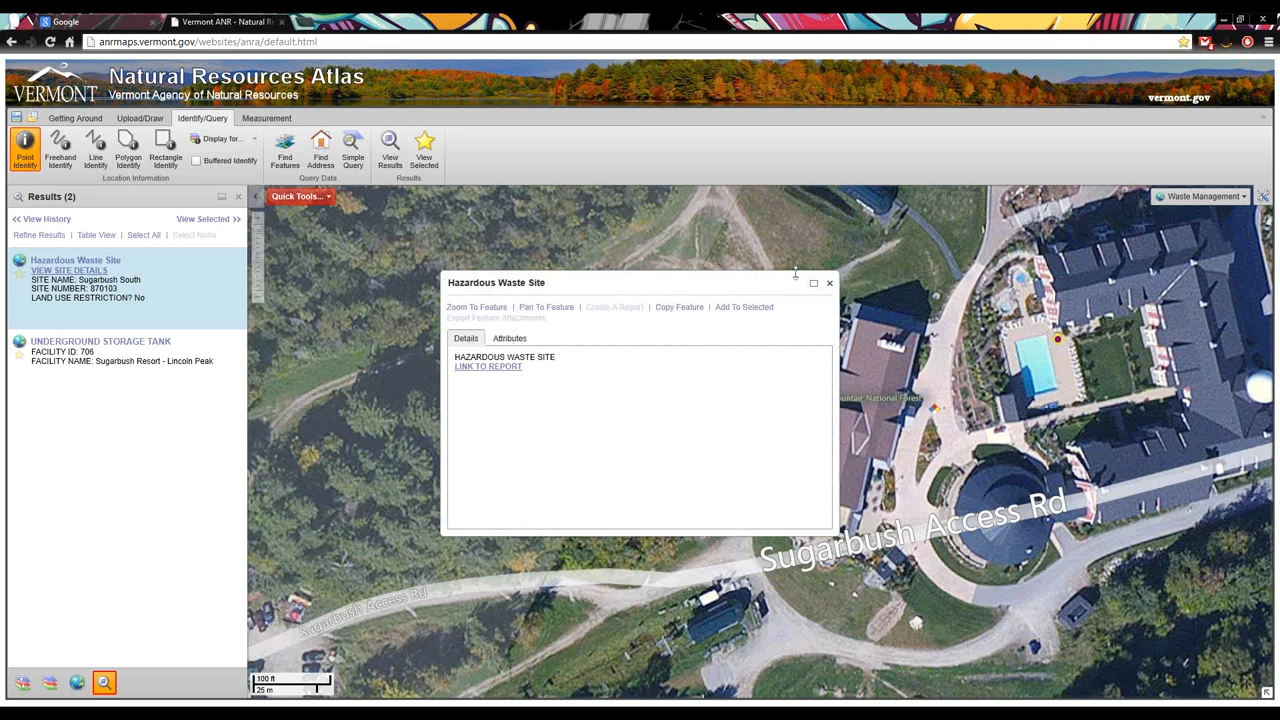 Google
Vermont ANR - Natural R
anrmaps.vermont.gov/websites/anra/default.html
4
VERMONT
Natural Resources Atlas
Vermont Agency of Natural Resources
vermont.gov
Getting Around
Upload/Draw
Identify/Query
Measurement
Point Identify
Freehand Identify
Line Identify
Polygon Identify
Rectangle Identify
Display for...
Buffered Identify
Find Features
Find Address
Simple Query
View Results
View Selected
Location Information
Query Data
Results
Results (2)
Quick Tools...
Waste Management
<< View History
View Selected >>
Refine Results | Table View | Select All | Select None
Hazardous Waste Site
VIEW SITE DETAILS
SITE NAME: Sugarbush South
SITE NUMBER: 870103
LAND USE RESTRICTION? No
UNDERGROUND STORAGE TANK
FACILITY ID: 706
FACILITY NAME: Sugarbush Resort - Lincoln Peak
Hazardous Waste Site
Zoom To Feature | Pan To Feature | Create A Report | Copy Feature | Add To Selected
Export Feature Attachments
Details
Attributes
HAZARDOUS WASTE SITE
LINK TO REPORT
ountain National Forest
Sugarbush Access Rd
Sugarbush Access Rd
100 ft
25 m